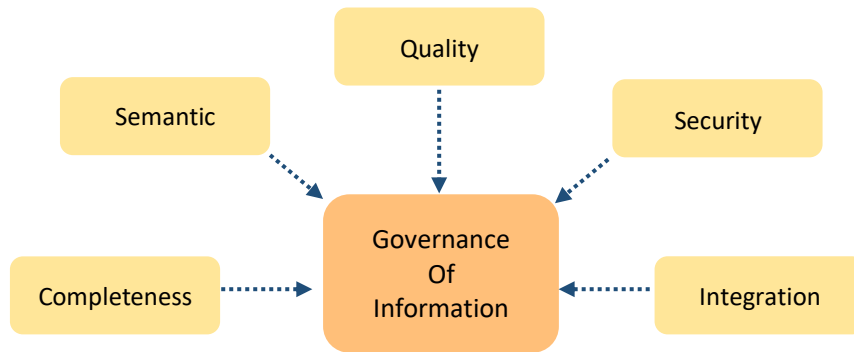 Quality
Semantic
Security
Governance
Of
Information
Completeness
Integration